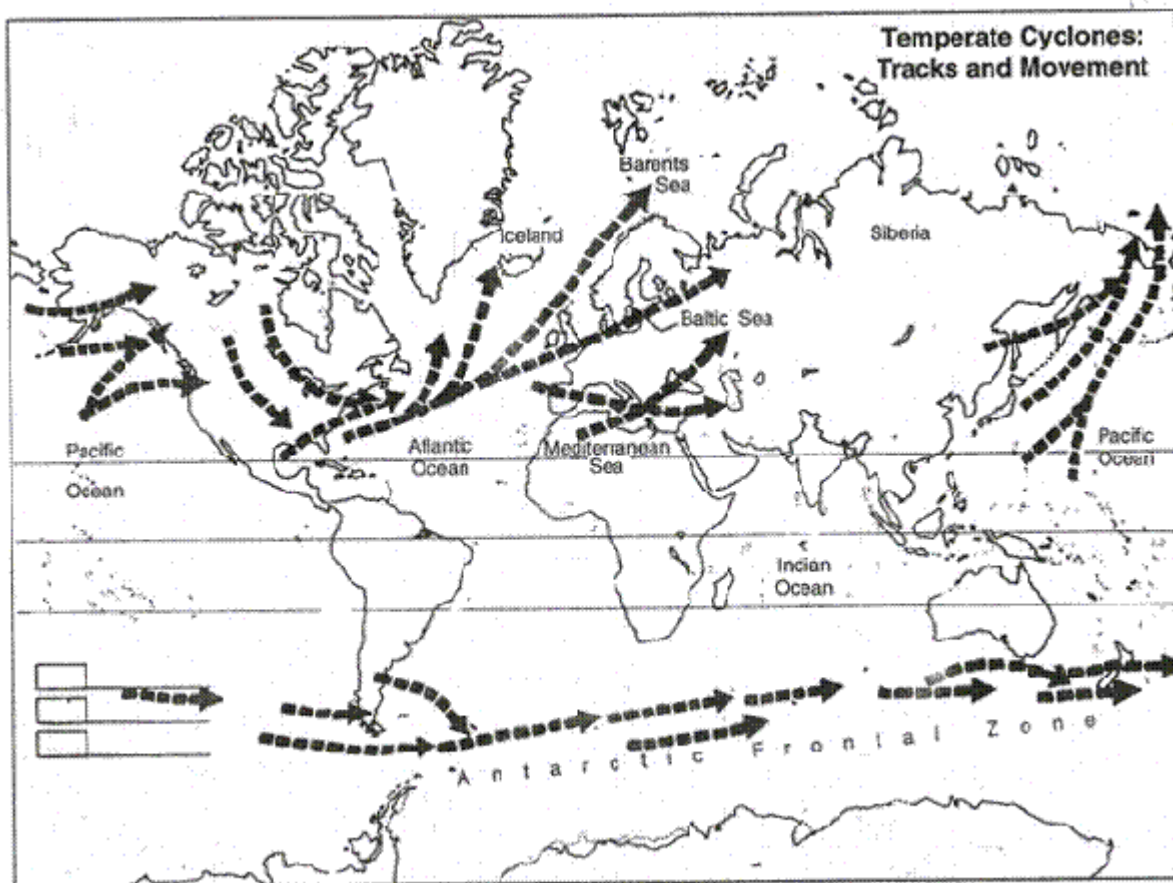 Temperate Cyclones:
Tracks and Movement
Barents
Sea
Iceland
Siberia
Baltic Sea
Pacific
Ocean
Atlantic
Ocean
Mediterranean
Sea
Pacific
Ocean
Indian
Ocean
Antarctic Frontal Zone